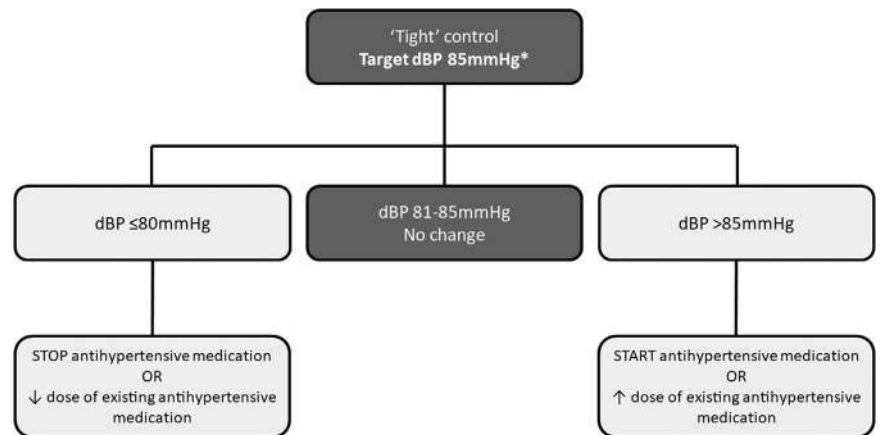 ‘Tight’ control
Target dBP 85mmHg*
dBP ≤80mmHg
dBP 81-85mmHg
No change
dBP >85mmHg
STOP antihypertensive medication
OR
↓ dose of existing antihypertensive
medication
START antihypertensive medication
OR
↑ dose of existing antihypertensive
medication